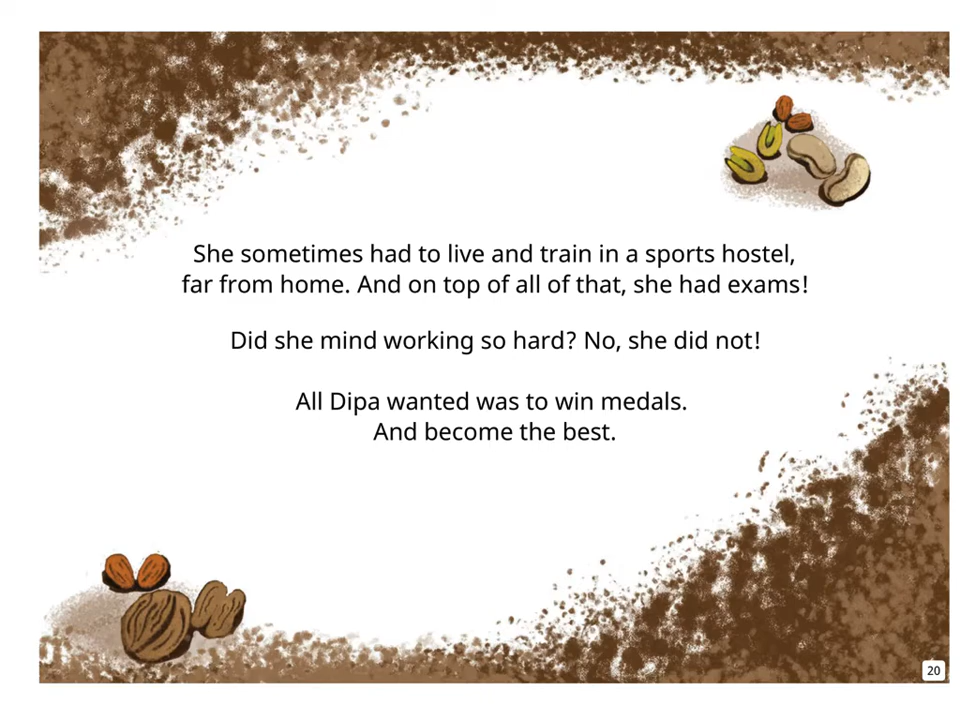 She sometimes had to live and train in a sports hostel,
far from home. And on top of all of that, she had exams!
Did she mind working so hard? No, she did not!
All Dipa wanted was to win medals.
And become the best.
20